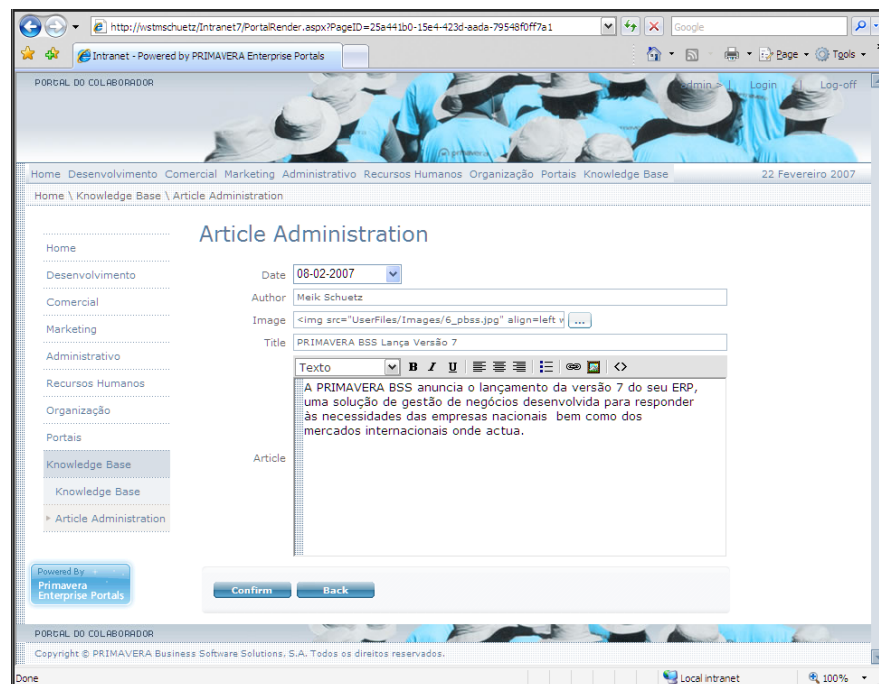 http://wstmschuetz/Intranet7/PortalRender.aspx?PageID=25a441b0-15e4-423d-aada-79548f0ff7a1
Google
Intranet - Powered by PRIMAVERA Enterprise Portals
Page
Tools
PORTAL DO COLABORADOR
admin > | Login | Log-off
primavera
Home Desenvolvimento Comercial Marketing Administrativo Recursos Humanos Organização Portais Knowledge Base
22 Fevereiro 2007
Home \ Knowledge Base \ Article Administration
Article Administration
Home
Desenvolvimento
Comercial
Marketing
Administrativo
Recursos Humanos
Organização
Portais
Knowledge Base
Knowledge Base
Article Administration
Date 08-02-2007
Author Meik Schuetz
Image <img src="UserFiles/Images/6_pbss.jpg" align=left ...
Title PRIMAVERA BSS Lança Versão 7
Texto B I U <>
Article
A PRIMAVERA BSS anuncia o lançamento da versão 7 do seu ERP,
uma solução de gestão de negócios desenvolvida para responder
às necessidades das empresas nacionais  bem como dos
mercados internacionais onde actua.
Powered By
Primavera
Enterprise Portals
Confirm Back
PORTAL DO COLABORADOR
Copyright © PRIMAVERA Business Software Solutions, S.A. Todos os direitos reservados.
Done
Local intranet
100%